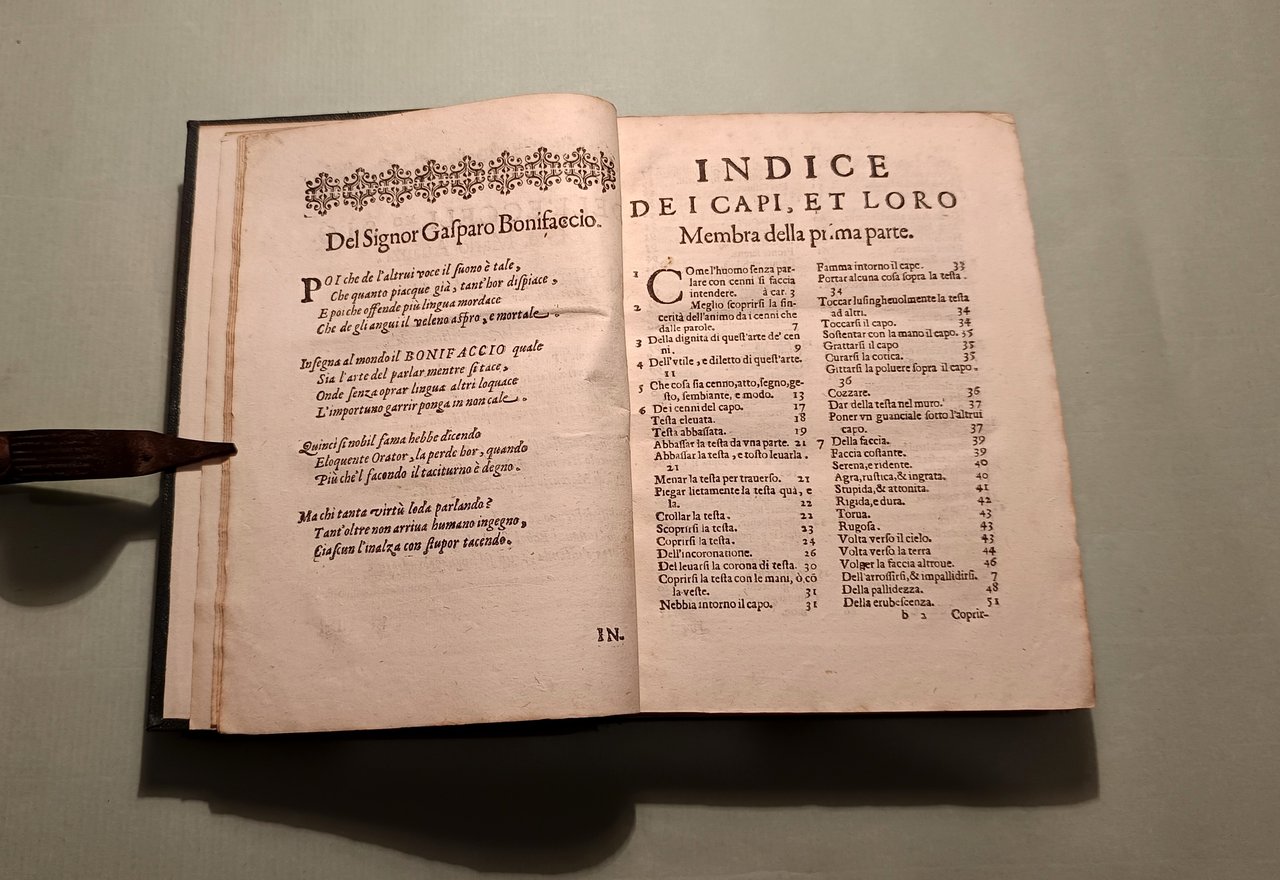 Del Signor Gaſparo Bonifaccio.
POI che de l'altrui voce il ſuono è tale,
Che quanto piacque già, tant'hor diſpiace,
E poi che offende più lingua mordace
Che de gli angui il veleno aſpro, e mortale.
Inſegna al mondo il BONIFACCIO quale
Sia l'arte del parlar mentre ſi tace,
Onde ſenza oprar lingua altri loquace
L'importuno garrir ponga in non cale.
Quinci ſi nobil fama hebbe dicendo
Eloquente Orator, la perde hor, quando
Più che'l facondo il taciturno è degno.
Ma chi tanta virtù loda parlando?
Tant'oltre non arriua humano ingegno,
Ciaſcun l'inalza con ſtupor tacendo.
IN.
INDICE
DEI CAPI, ET LORO
Membra della prima parte.
1 COme l'huomo ſenza par-
lare con cenni ſi faccia
intendere. à car. 3
2 Meglio ſcoprirſi la ſin-
cerità dell'animo da i cenni che
dalle parole. 7
3 Della dignita di queſt'arte de' cen
ni. 9
4 Dell'vtile, e diletto di queſt'arte.
11
5 Che coſa ſia cenno, atto, ſegno, ge-
ſto, ſembiante, e modo. 13
6 De i cenni del capo. 17
Teſta eleuata. 18
Teſta abbaſſata. 19
Abbaſſar la teſta da vna parte. 21
Abbaſſar la teſta, e toſto leuarla.
21
Menar la teſta per trauerſo. 21
Piegar lietamente la teſta quà, e
la. 22
Crollar la teſta. 22
Scoprirſi la teſta. 23
Coprirſi la teſta. 24
Dell'incoronatione. 26
Del leuarſi la corona di teſta. 30
Coprirſi la teſta con le mani, ò cō
la veſte. 31
Nebbia intorno il capo. 31
Fiamma intorno il capo. 33
Portar alcuna coſa ſopra la teſta.
34
Toccar luſingheuolmente la teſta
ad altri. 34
Toccarſi il capo. 34
Soſtentar con la mano il capo. 35
Grattarſi il capo 35
Curarſi la cotica. 35
Gittarſi la poluere ſopra il capo.
36
Cozzare. 36
Dar della teſta nel muro. 37
Poner vn guanciale ſotto l'altrui
capo. 37
7 Della faccia. 39
Faccia coſtante. 39
Serena, e ridente. 40
Agra, ruſtica, & ingrata. 40
Stupida, & attonita. 41
Rigida, e dura. 42
Torua. 43
Rugoſa. 43
Volta verſo il cielo. 43
Volta verſo la terra 44
Volger la faccia altroue. 46
Dell'arroſſirſi, & impallidirſi. 7
Della pallidezza. 48
Della erubeſcenza. 51
b 2 Coprir-